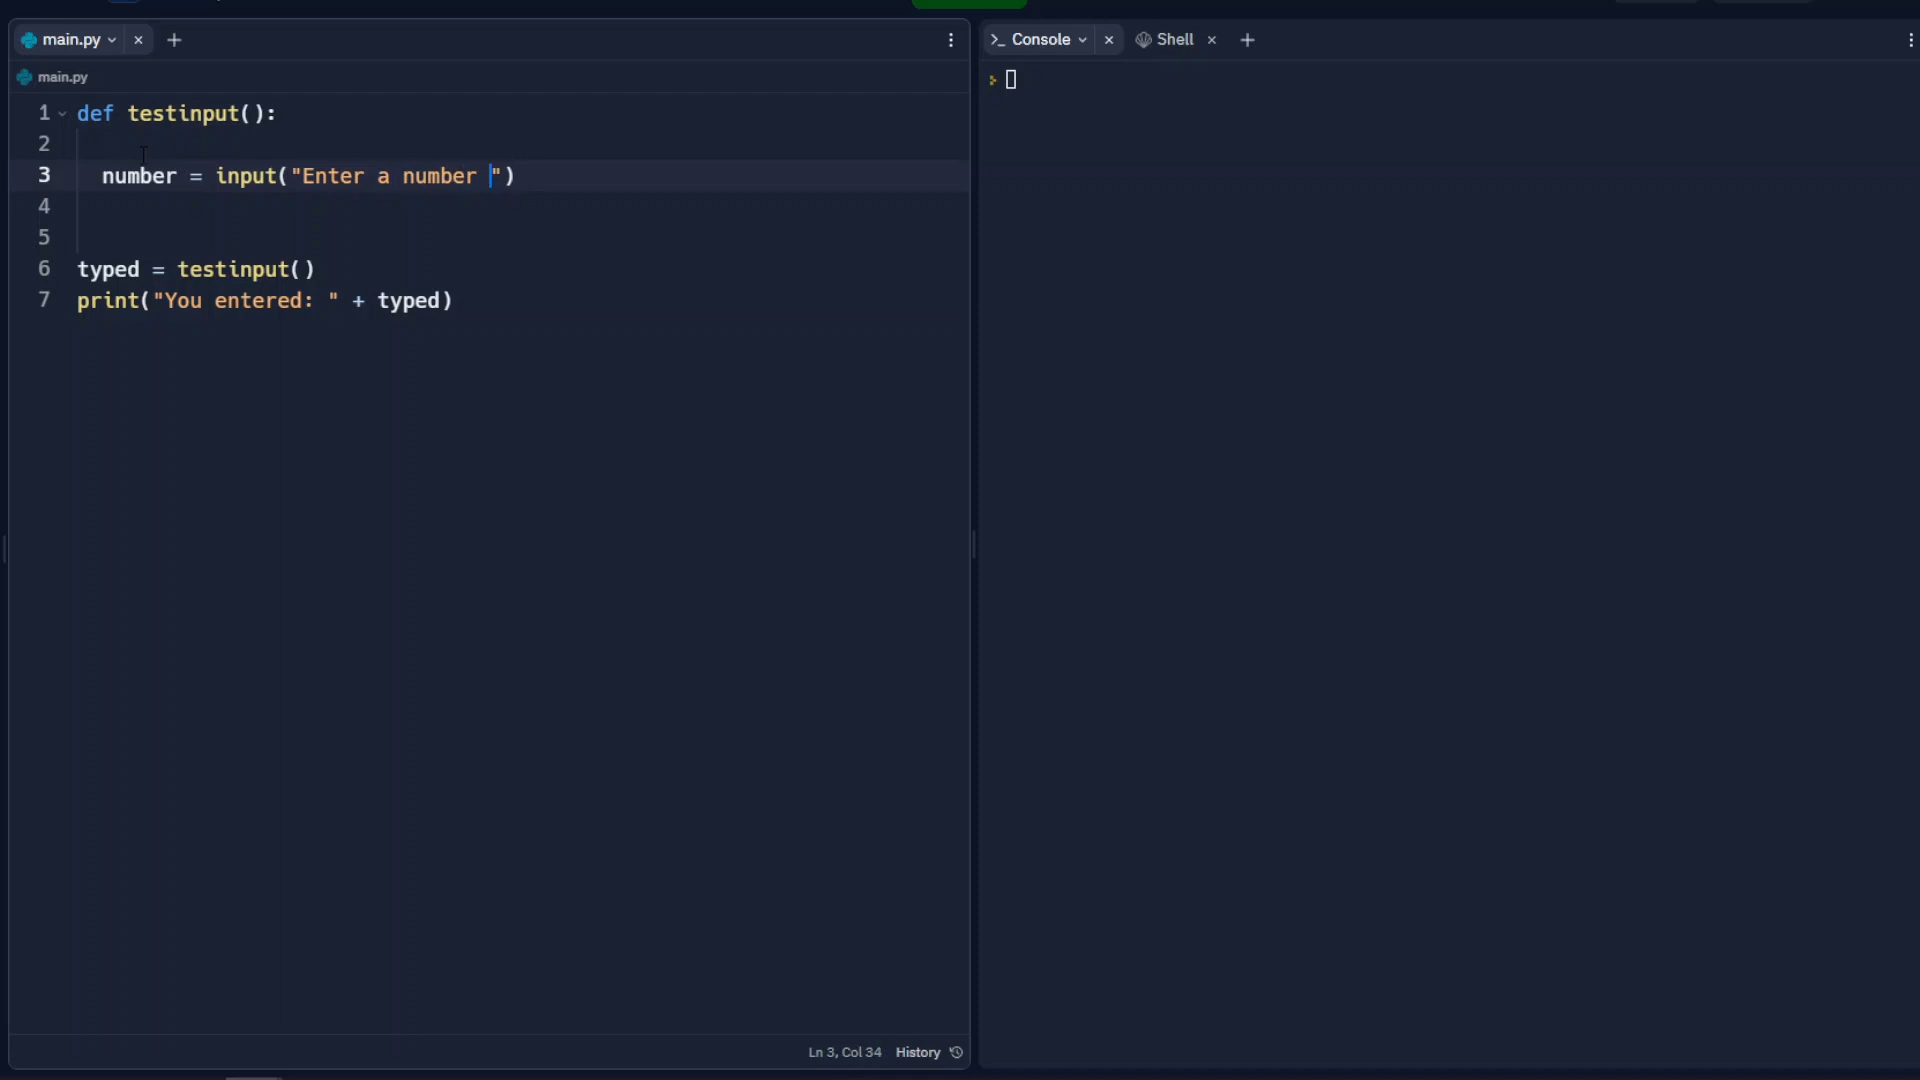 main.py
Console
Shell
main.py
1 def testinput():
2
3 number = input("Enter a number ")
4
5
6 typed = testinput()
7 print("You entered: " + typed)
Ln 3, Col 34 History